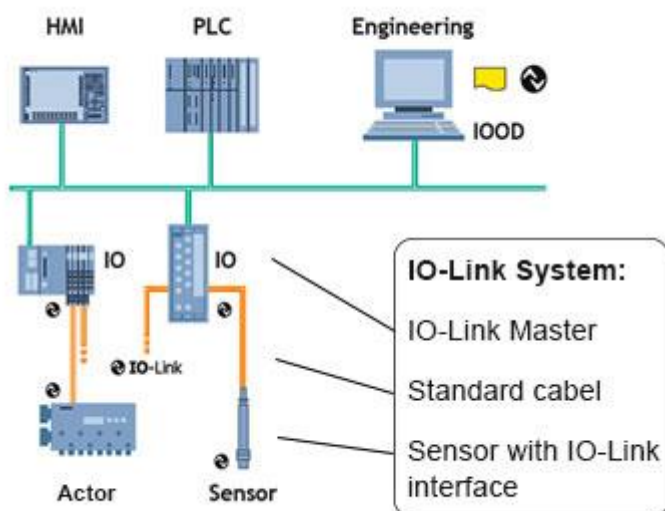 HMI
PLC
Engineering
IOOD
IO
IO
IO-Link
Actor
Sensor
IO-Link System:
IO-Link Master
Standard cabel
Sensor with IO-Link
interface